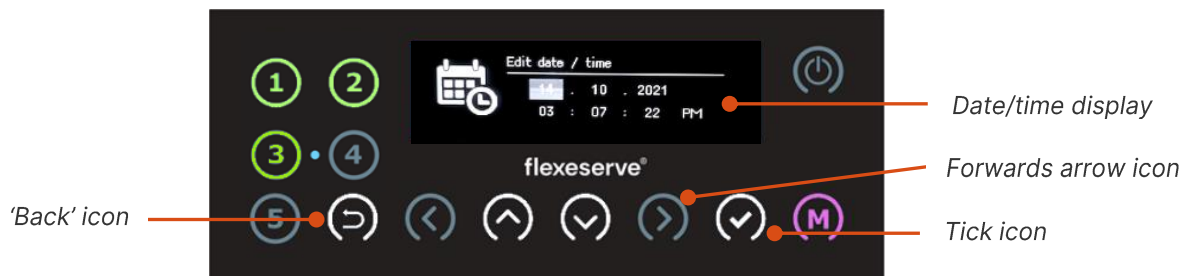 1
2
3
4
5
Edit date / time
14 . 10 . 2021
03 : 07 : 22 PM
flexeserve®
M
Date/time display
Forwards arrow icon
Tick icon
‘Back’ icon